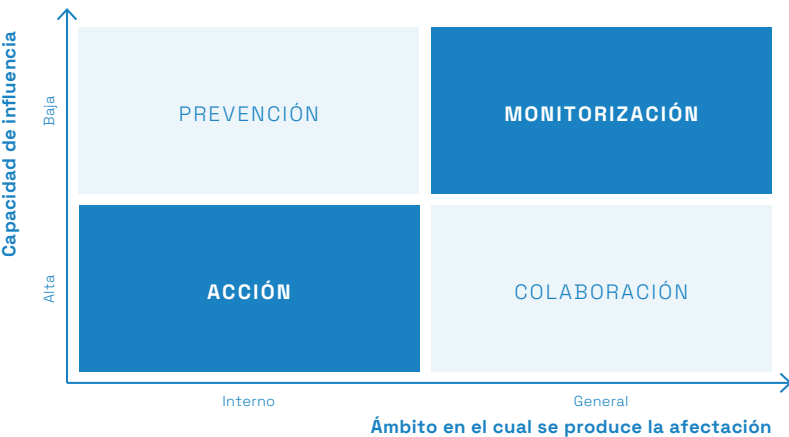 Capacidad de influencia
Baja
Alta
PREVENCIÓN
MONITORIZACIÓN
ACCIÓN
COLABORACIÓN
Interno
General
Ámbito en el cual se produce la afectación